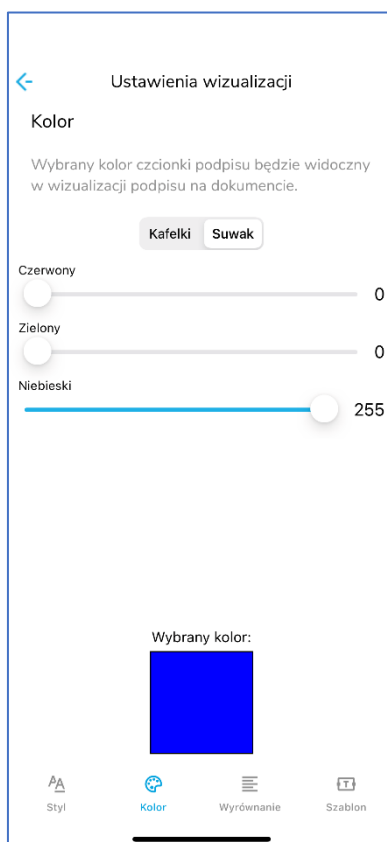 Ustawienia wizualizacji
Kolor
Wybrany kolor czcionki podpisu będzie widoczny
w wizualizacji podpisu na dokumencie.
Kafelki Suwak
Czerwony
0
Zielony
0
Niebieski
255
Wybrany kolor:
Styl Kolor Wyrównanie Szablon